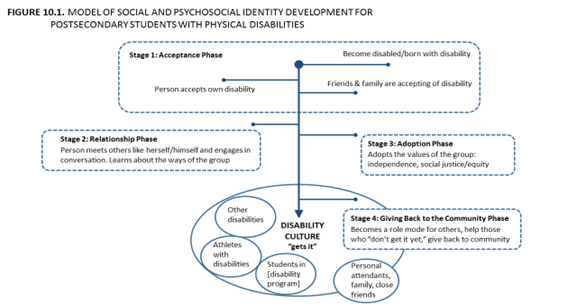 FIGURE 10.1. MODEL OF SOCIAL AND PSYCHOSOCIAL IDENTITY DEVELOPMENT FOR
POSTSECONDARY STUDENTS WITH PHYSICAL DISABILITIES
Stage 1: Acceptance Phase
Become disabled/born with disability
Person accepts own disability
Friends & family are accepting of disability
Stage 2: Relationship Phase
Person meets others like herself/himself and engages in
conversation. Learns about the ways of the group
Stage 3: Adoption Phase
Adopts the values of the group:
independence, social justice/equity
Stage 4: Giving Back to the Community Phase
Becomes a role mode for others, help those
who "don't get it yet," give back to community
Other
disabilities
DISABILITY
CULTURE
"gets it"
Athletes
with
disabilities
Students in
[disability
program]
Personal
attendants,
family, close
friends